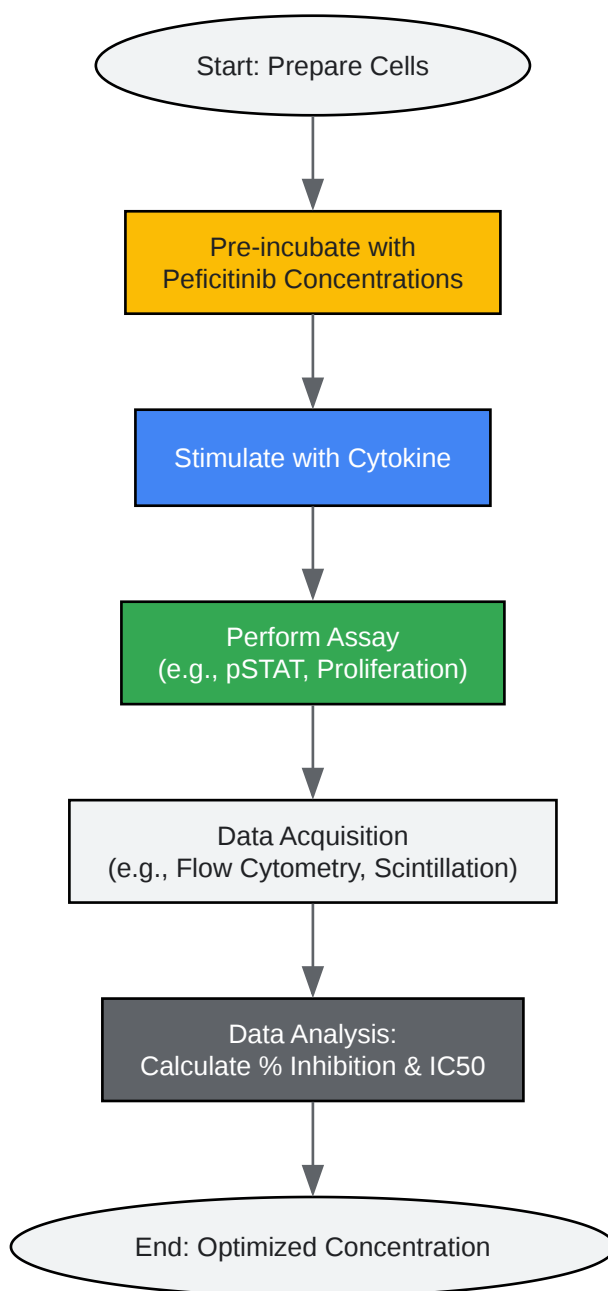 Start: Prepare Cells
Pre-incubate with
Peficitinib Concentrations
Stimulate with Cytokine
Perform Assay
(e.g., pSTAT, Proliferation)
Data Acquisition
(e.g., Flow Cytometry, Scintillation)
Data Analysis:
Calculate % Inhibition & IC50
End: Optimized Concentration